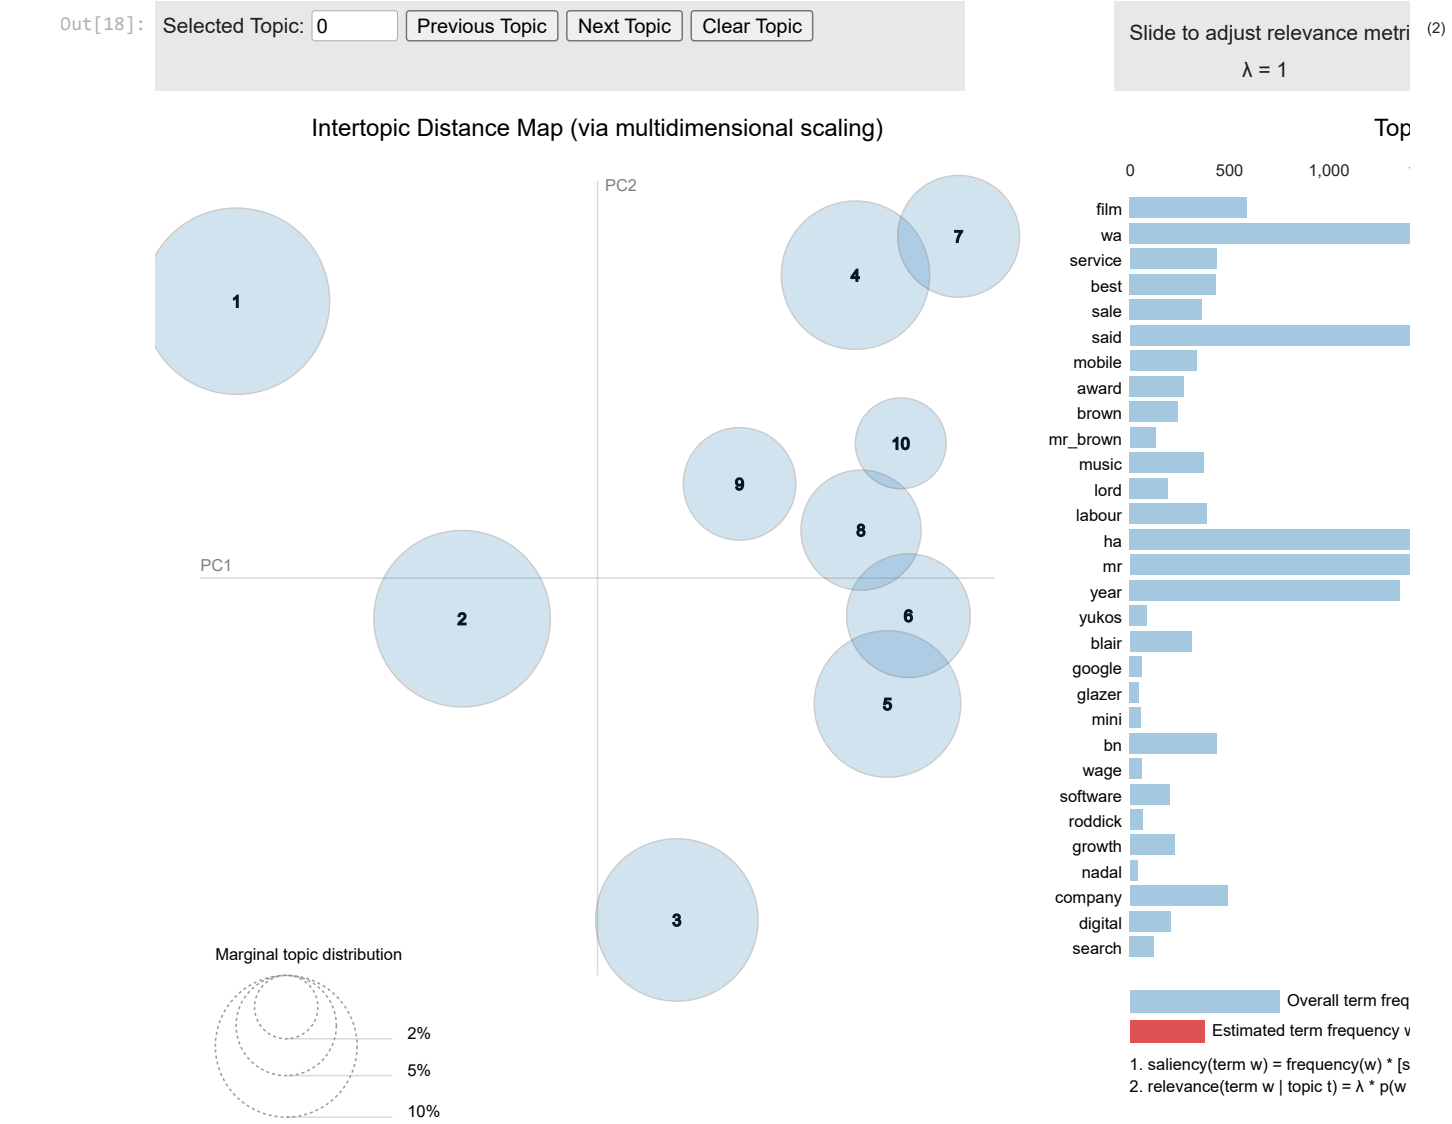 Out[18]:
Selected Topic: 0 Previous Topic Next Topic Clear Topic
Slide to adjust relevance metri (2)
λ = 1
Intertopic Distance Map (via multidimensional scaling)
Top
PC2
PC1
1
2
3
4
5
6
7
8
9
10
Marginal topic distribution
2%
5%
10%
0 500 1,000
film
wa
service
best
sale
said
mobile
award
brown
mr_brown
music
lord
labour
ha
mr
year
yukos
blair
google
glazer
mini
bn
wage
software
roddick
growth
nadal
company
digital
search
Overall term freq
Estimated term frequency w
1. saliency(term w) = frequency(w) * [s
2. relevance(term w | topic t) = λ * p(w